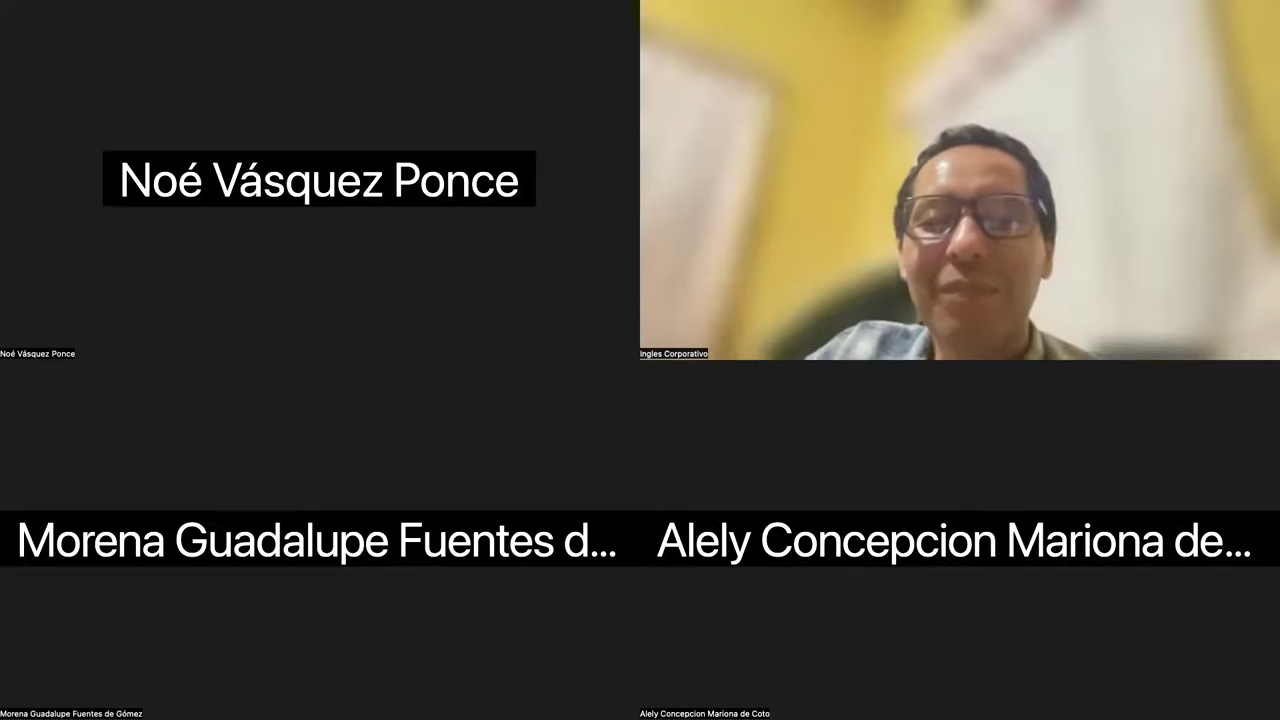 Noé Vásquez Ponce
Noé Vásquez Ponce
Ingles Corporativo
Morena Guadalupe Fuentes d...
Alely Concepcion Mariona de...
Morena Guadalupe Fuentes de Gómez
Alely Concepcion Mariona de Coto